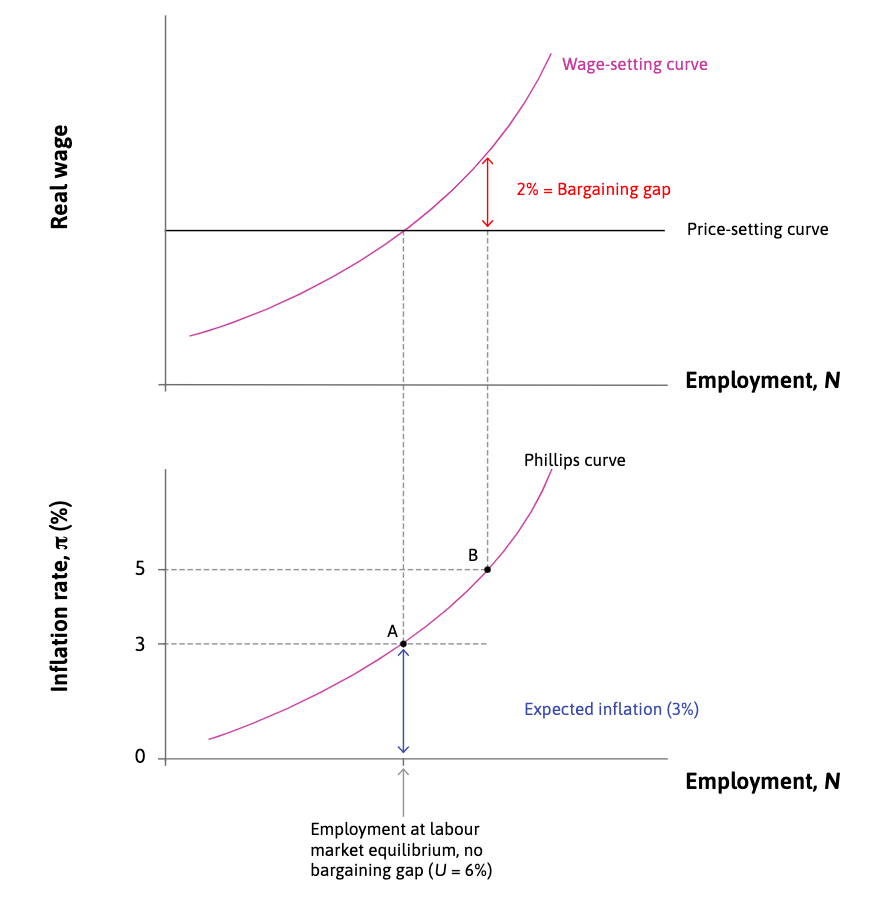 Wage-setting curve
Real wage
2% = Bargaining gap
Price-setting curve
Employment, N
Phillips curve
Inflation rate, π (%)
B
5
A
3
Expected inflation (3%)
0
Employment, N
Employment at labour
market equilibrium, no
bargaining gap (U = 6%)